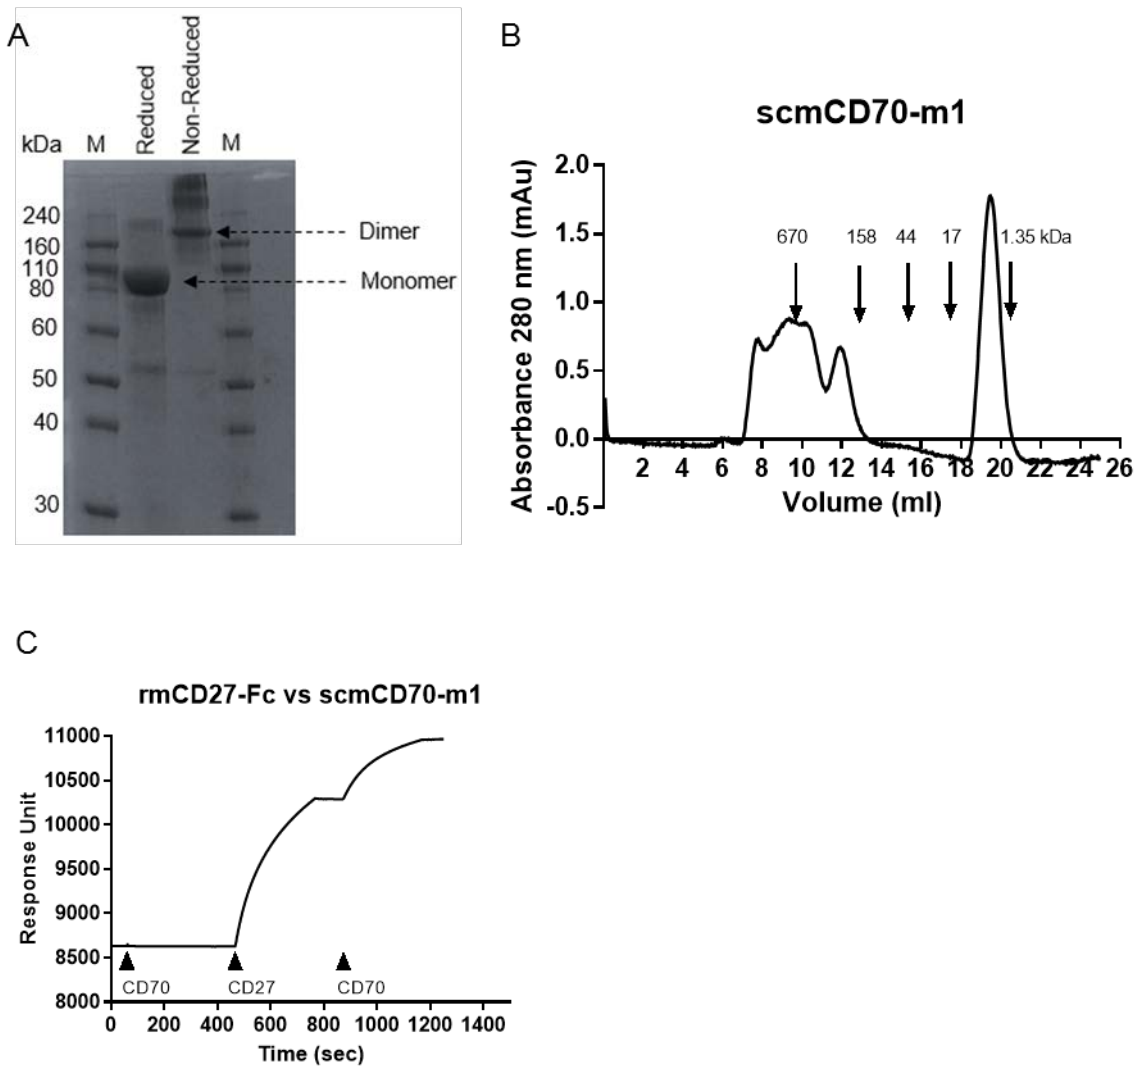 A
kDa
M
Reduced
Non-Reduced
M
240
160
110
80
60
50
40
30
Dimer
Monomer
B
scmCD70-m1
Absorbance 280 nm (mAu)
2.0
1.5
1.0
0.5
0.0
-0.5
670
158
44
17
1.35 kDa
2 4 6 8 10 12 14 16 18 20 22 24 26
Volume (ml)
C
rmCD27-Fc vs scmCD70-m1
Response Unit
11000
10500
10000
9500
9000
8500
8000
CD70
CD27
CD70
0 200 400 600 800 1000 1200 1400
Time (sec)